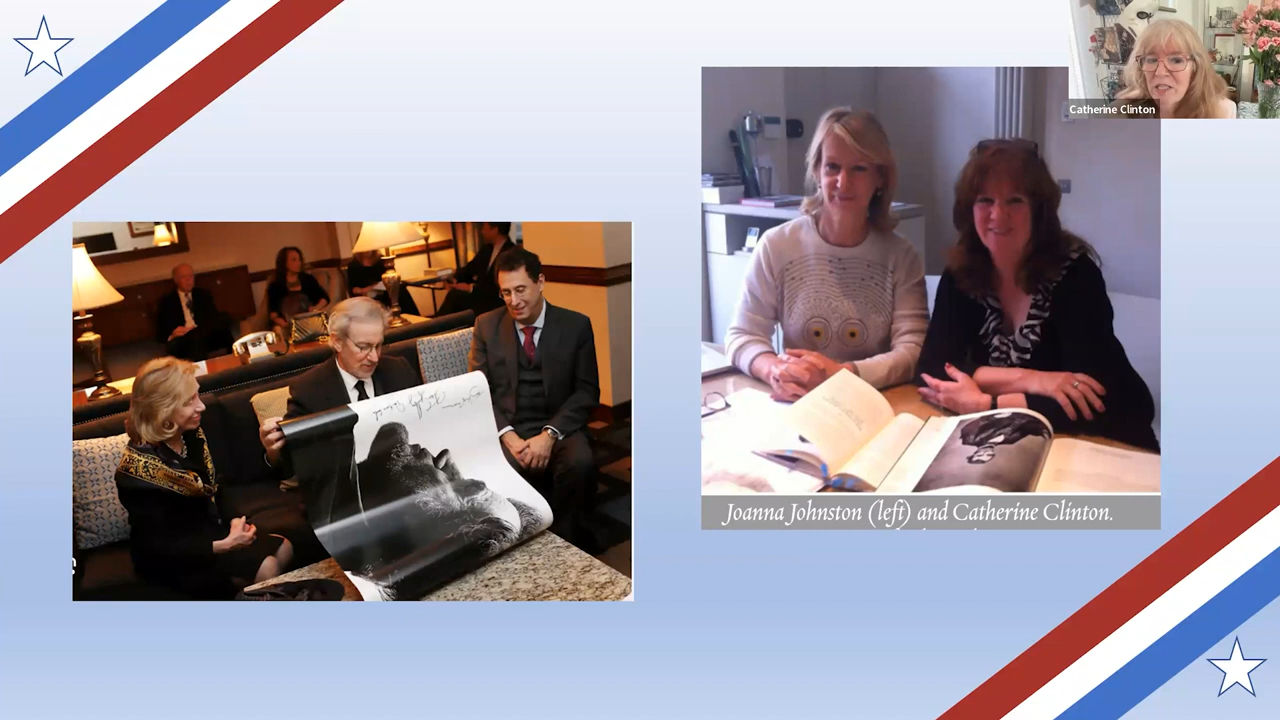 Catherine Clinton
Joanna Johnston (left) and Catherine Clinton.